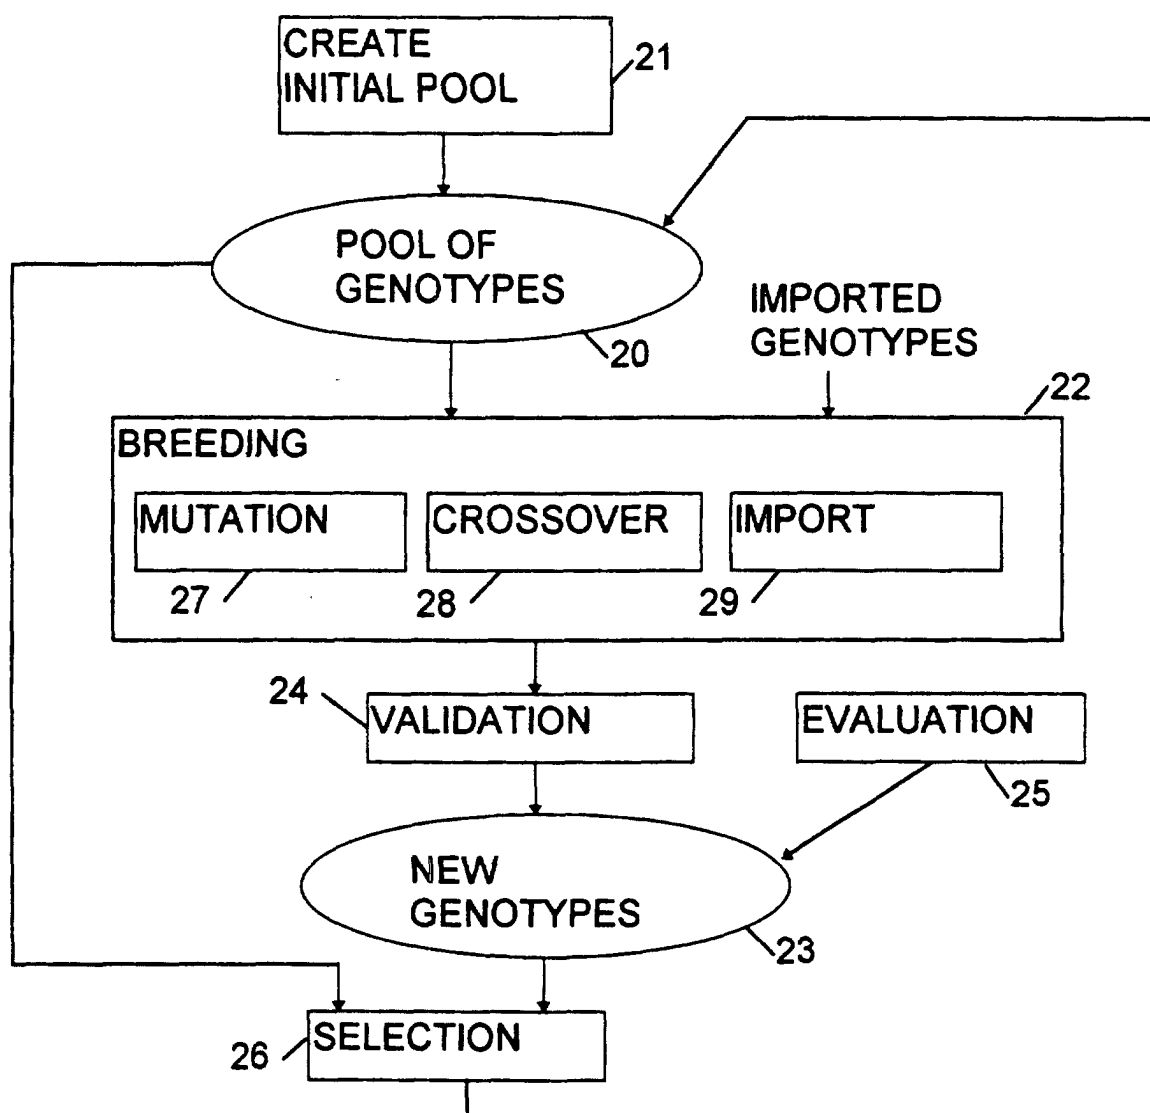 CREATE
INITIAL POOL
21
POOL OF
GENOTYPES
20
IMPORTED
GENOTYPES
22
BREEDING
MUTATION
CROSSOVER
IMPORT
27
28
29
24
VALIDATION
EVALUATION
25
NEW
GENOTYPES
23
SELECTION
26